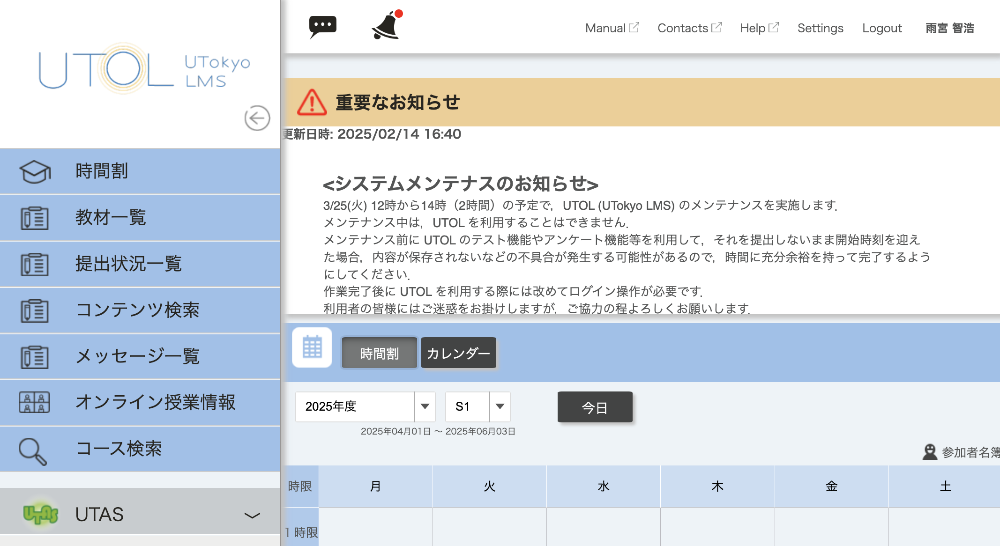 UTOL UTokyo LMS
時間割
教材一覧
提出状況一覧
コンテンツ検索
メッセージ一覧
オンライン授業情報
コース検索
UTAS UTAS
Manual Contacts Help Settings Logout 雨宮 智浩
重要なお知らせ
更新日時: 2025/02/14 16:40
<システムメンテナスのお知らせ>
3/25(火) 12時から14時（2時間）の予定で，UTOL (UTokyo LMS) のメンテナンスを実施します．
メンテナンス中は，UTOL を利用することはできません．
メンテナンス前に UTOL のテスト機能やアンケート機能等を利用して，それを提出しないまま開始時刻を迎え
た場合，内容が保存されないなどの不具合が発生する可能性があるので，時間に充分余裕を持って完了するよう
にしてください．
作業完了後に UTOL を利用する際には改めてログイン操作が必要です．
利用者の皆様にはご迷惑をお掛けしますが，ご協力の程よろしくお願いします．
時間割 カレンダー
2025年度 S1 今日
2025年04月01日 ～ 2025年06月03日
参加者名簿
時限 月 火 水 木 金 土
1 時限